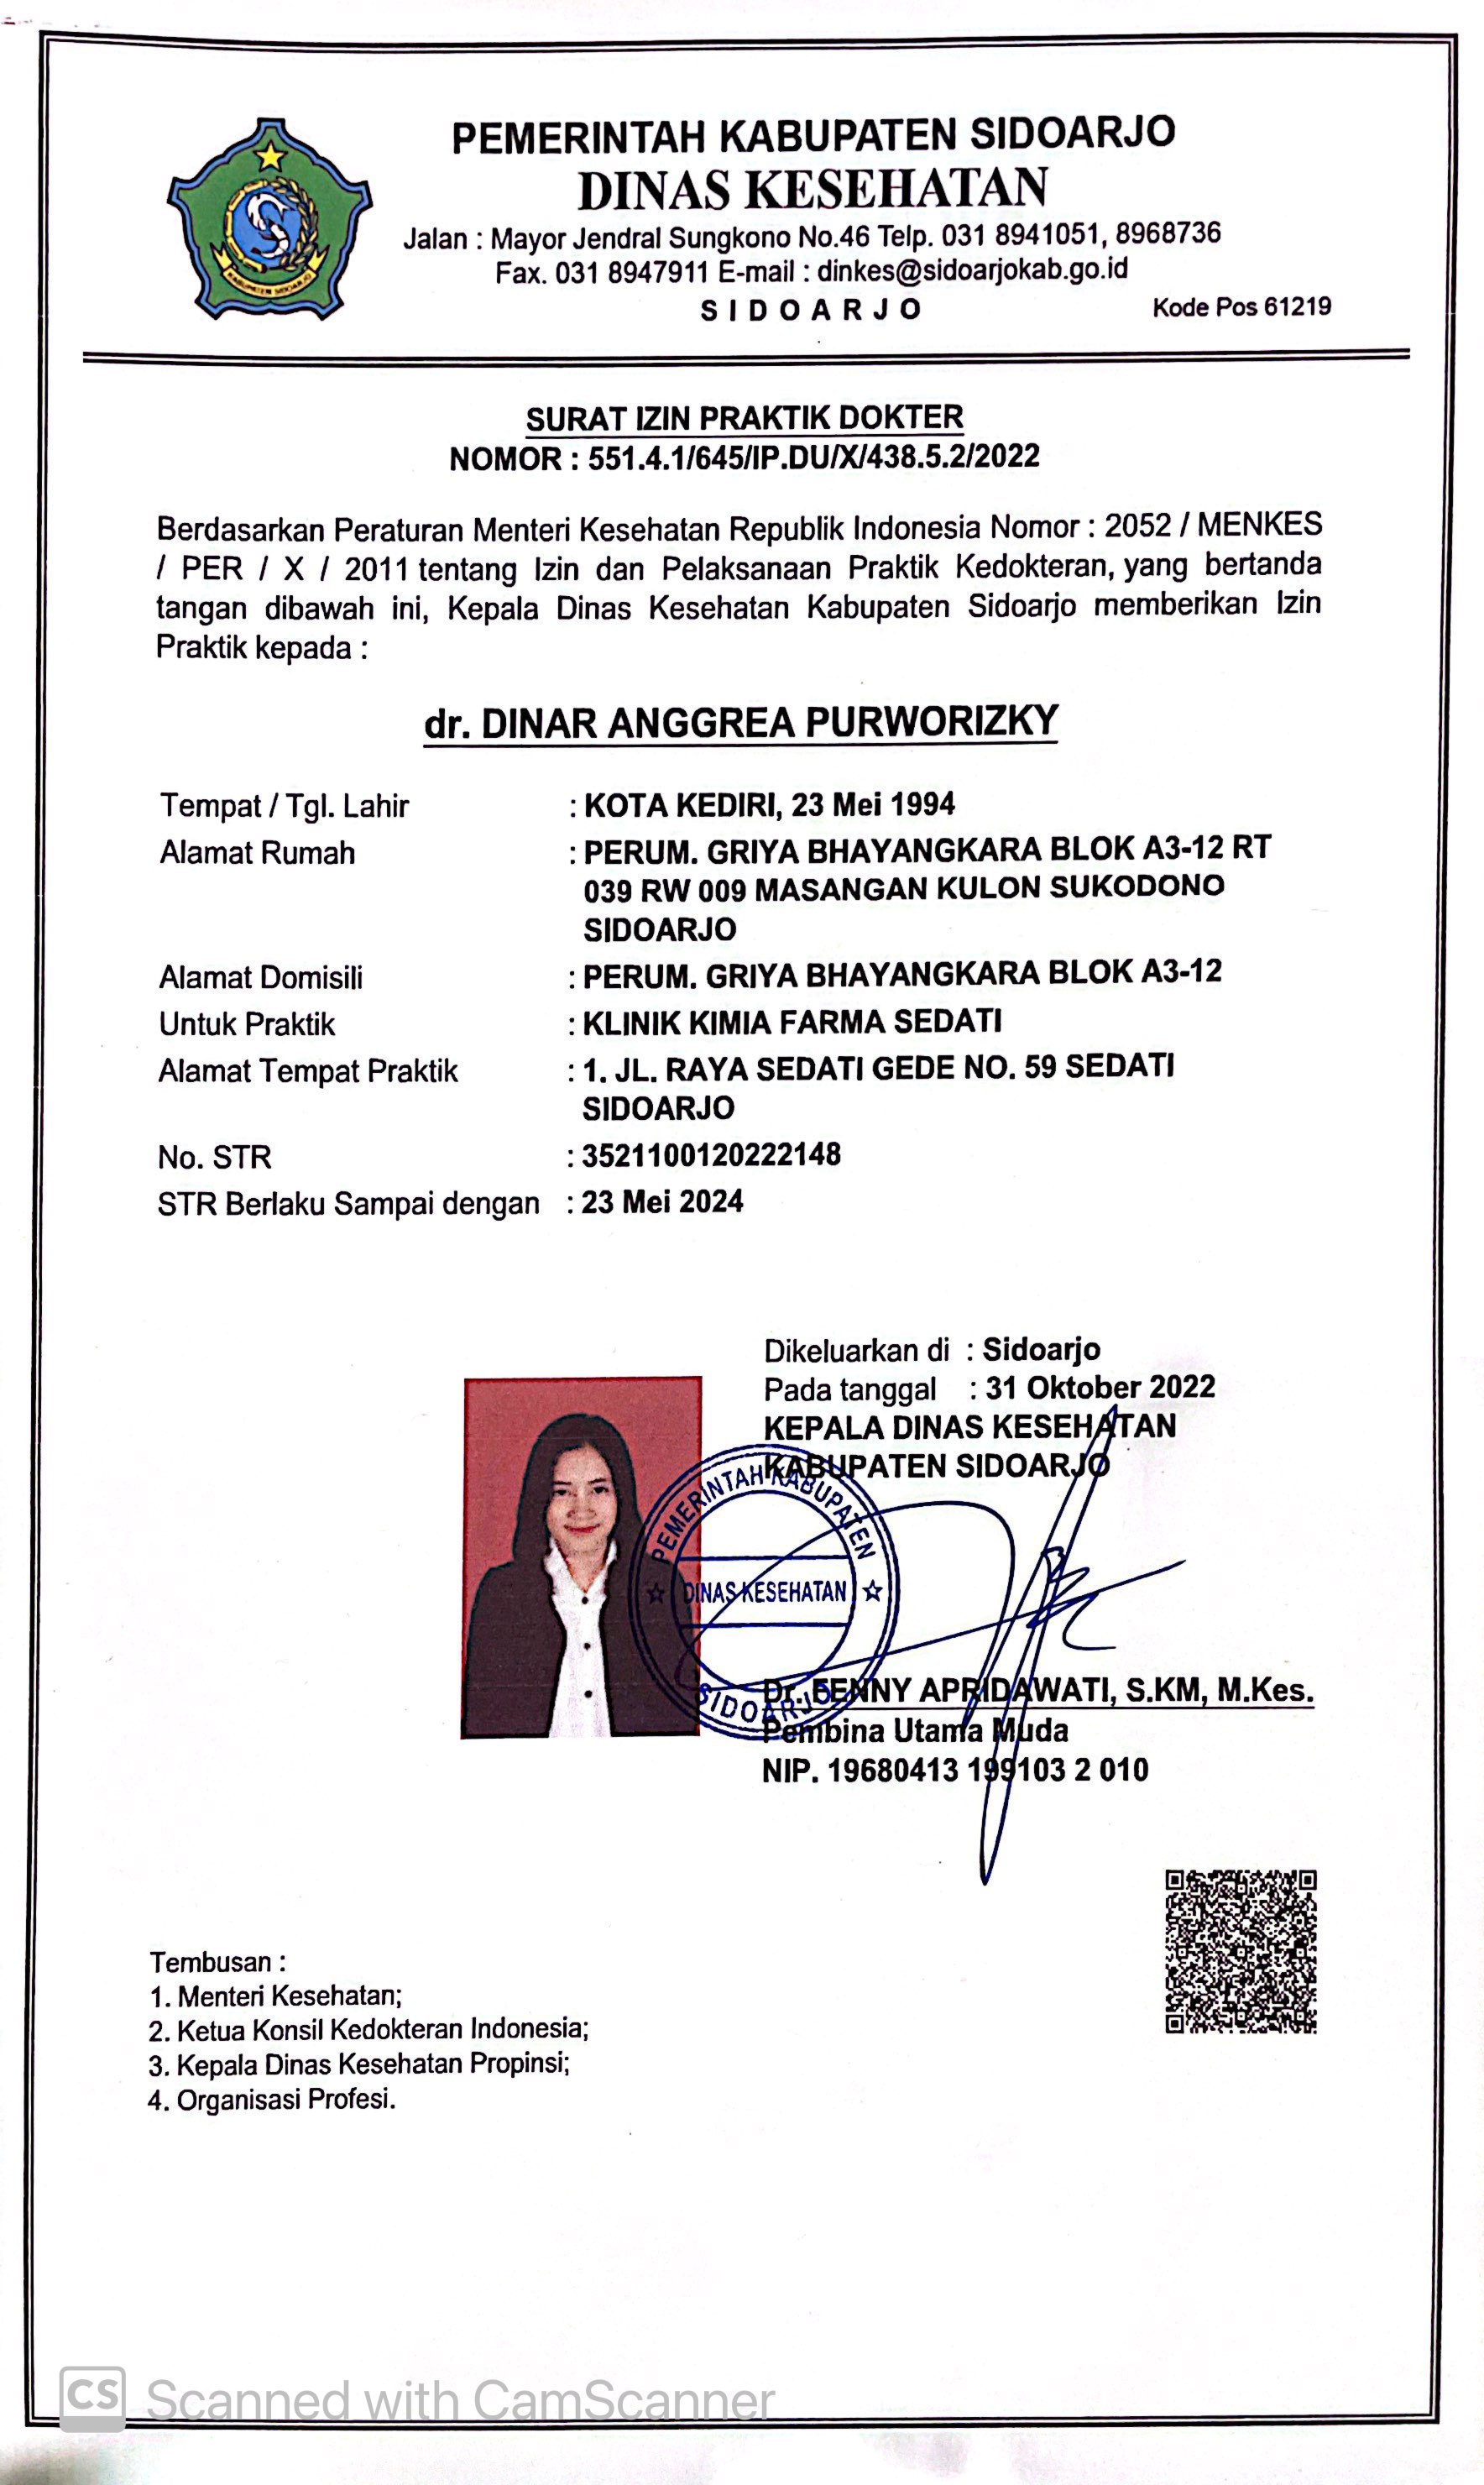 PEMERINTAH KABUPATEN SIDOARJO
DINAS KESEHATAN
Jalan : Mayor Jendral Sungkono No.46 Telp. 031 8941051, 8968736
Fax. 031 8947911 E-mail : dinkes@sidoarjokab.go.id
S I D O A R J O Kode Pos 61219
KABUPATEN SIDOARJO
SURAT IZIN PRAKTIK DOKTER
NOMOR : 551.4.1/645/IP.DU/X/438.5.2/2022
Berdasarkan Peraturan Menteri Kesehatan Republik Indonesia Nomor : 2052 / MENKES
/ PER / X / 2011 tentang Izin dan Pelaksanaan Praktik Kedokteran, yang bertanda
tangan dibawah ini, Kepala Dinas Kesehatan Kabupaten Sidoarjo memberikan Izin
Praktik kepada :
dr. DINAR ANGGREA PURWORIZKY
Tempat / Tgl. Lahir : KOTA KEDIRI, 23 Mei 1994
Alamat Rumah : PERUM. GRIYA BHAYANGKARA BLOK A3-12 RT
039 RW 009 MASANGAN KULON SUKODONO
SIDOARJO
Alamat Domisili : PERUM. GRIYA BHAYANGKARA BLOK A3-12
Untuk Praktik : KLINIK KIMIA FARMA SEDATI
Alamat Tempat Praktik : 1. JL. RAYA SEDATI GEDE NO. 59 SEDATI
SIDOARJO
No. STR : 3521100120222148
STR Berlaku Sampai dengan : 23 Mei 2024
Dikeluarkan di : Sidoarjo
Pada tanggal : 31 Oktober 2022
KEPALA DINAS KESEHATAN
KABUPATEN SIDOARJO
PEMERINTAH KABUPATEN
DINAS KESEHATAN
SIDOARJO
Dr. FENNY APRIDAWATI, S.KM, M.Kes.
Pembina Utama Muda
NIP. 19680413 199103 2 010
Tembusan :
1. Menteri Kesehatan;
2. Ketua Konsil Kedokteran Indonesia;
3. Kepala Dinas Kesehatan Propinsi;
4. Organisasi Profesi.
CS Scanned with CamScanner